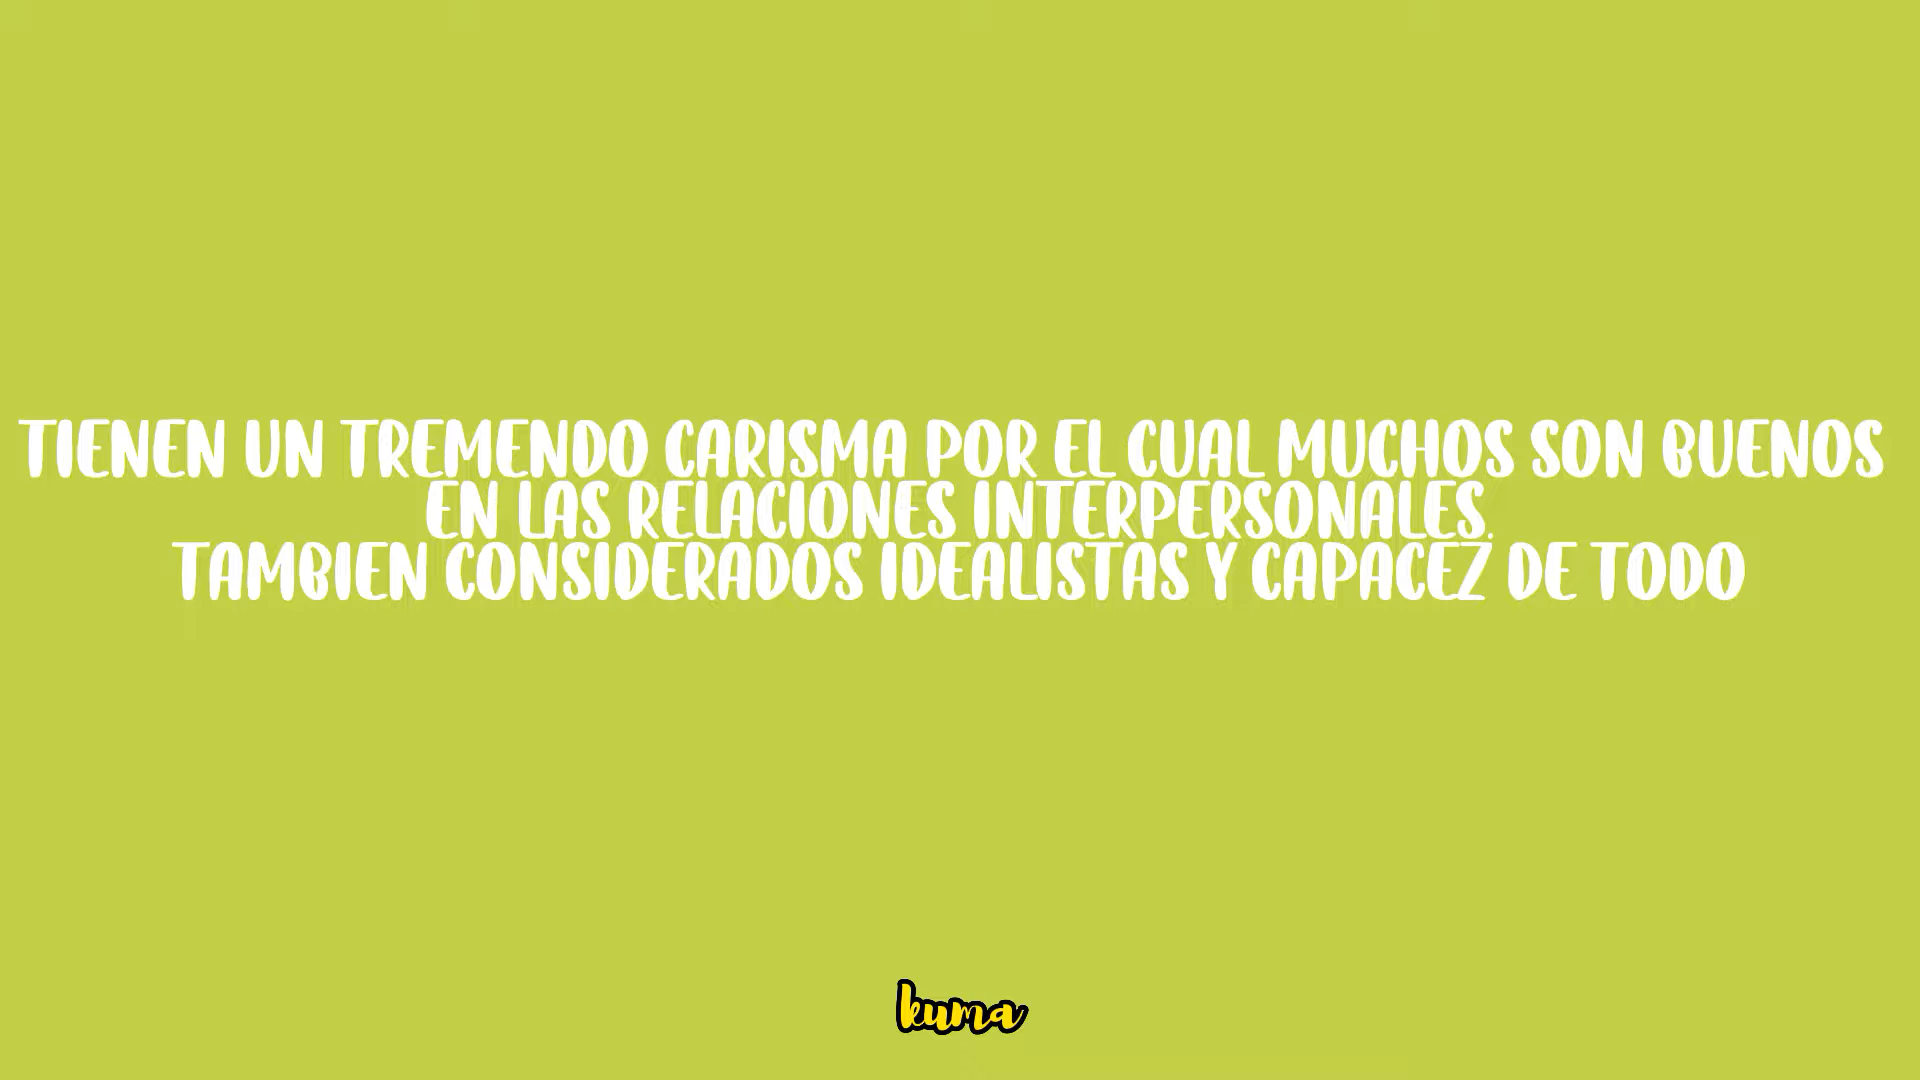 TIENEN UN TREMENDO CARISMA POR EL CUAL MUCHOS SON BUENOS
EN LAS RELACIONES INTERPERSONALES.
TAMBIEN CONSIDERADOS IDEALISTAS Y CAPACEZ DE TODO
kuma